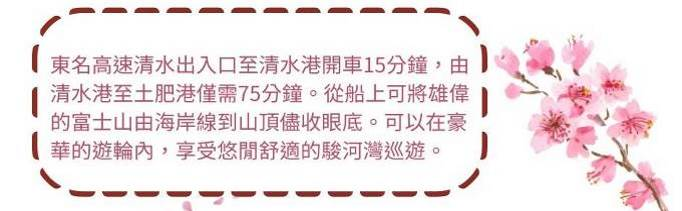 東名高速清水出入口至清水港開車15分鐘，由
清水港至土肥港僅需75分鐘。從船上可將雄偉
的富士山由海岸線到山頂儘收眼底。可以在豪
華的遊輪內，享受悠閒舒適的駿河灣巡遊。